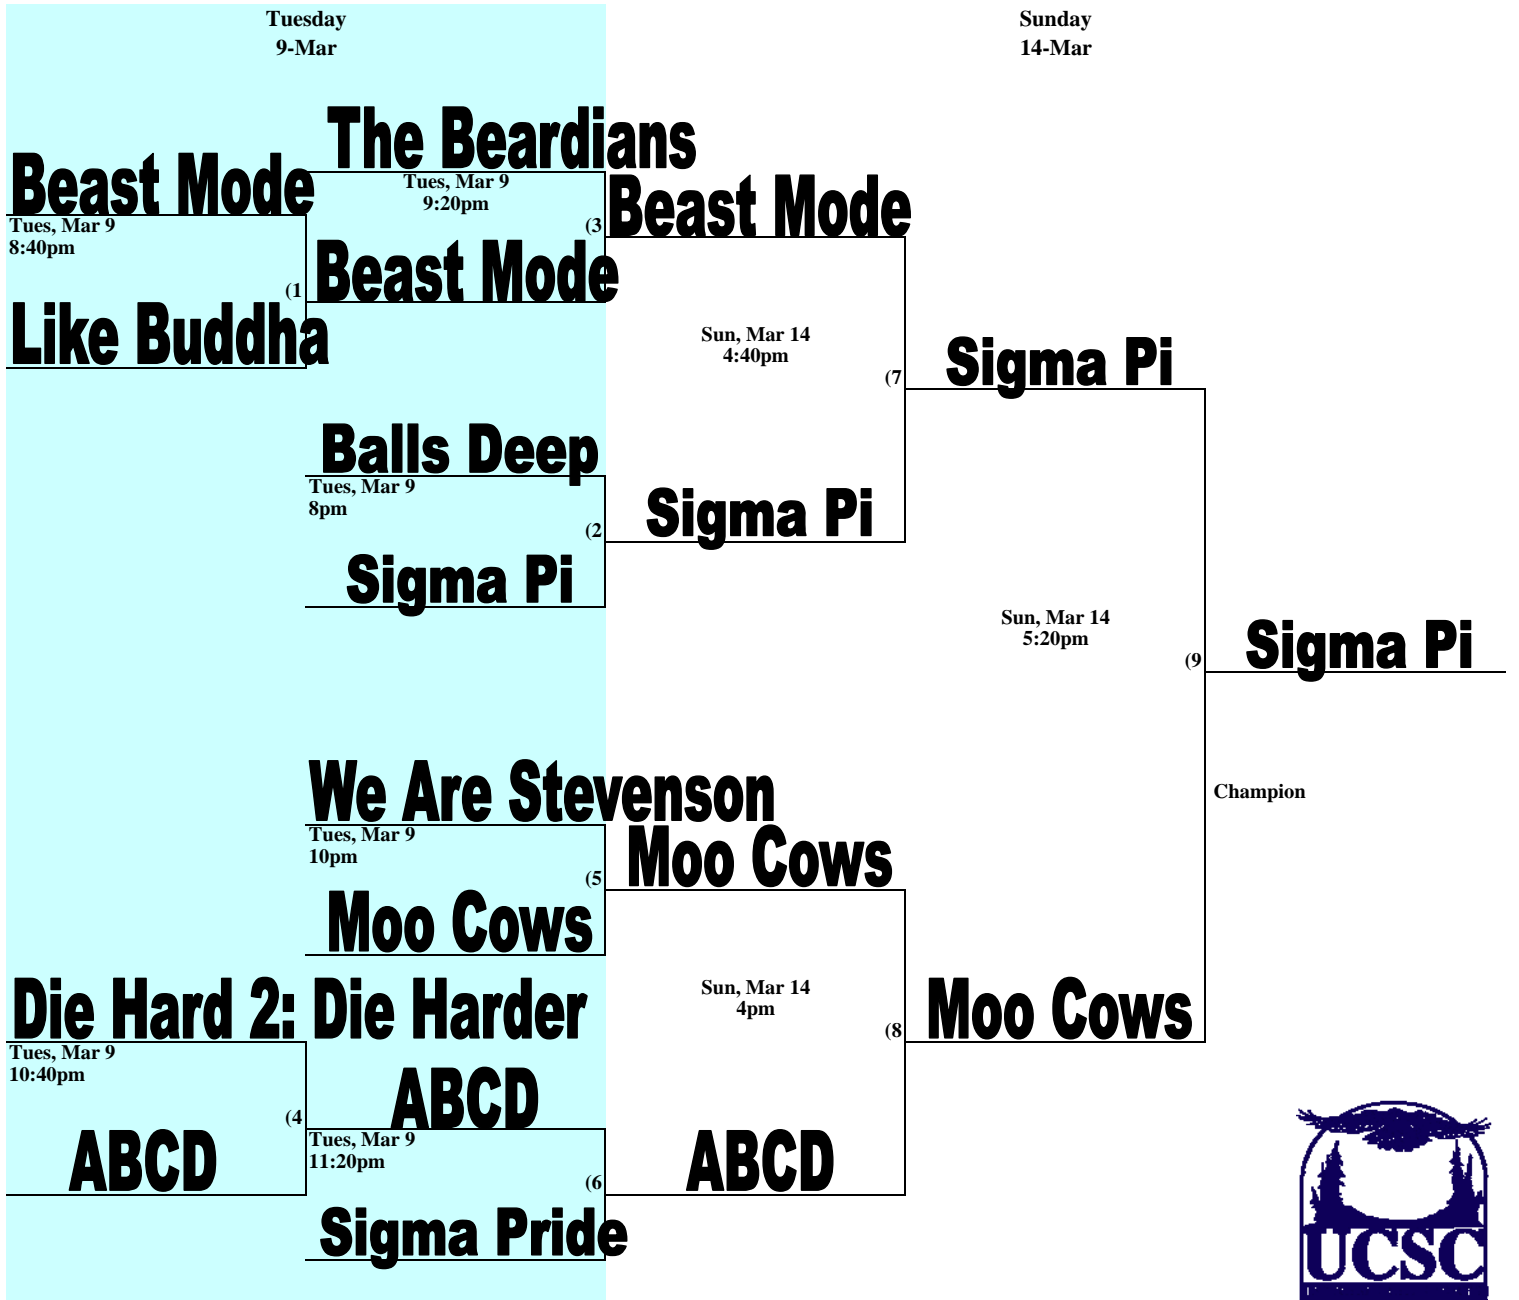 Tuesday
9-Mar
Sunday
14-Mar
The Beardians
Beast Mode
Tues, Mar 9
9:20pm
Beast Mode
Tues, Mar 9
8:40pm
(3
Beast Mode
(1
Like Buddha
Sun, Mar 14
4:40pm
Sigma Pi
(7
Balls Deep
Tues, Mar 9
8pm
Sigma Pi
(2
Sigma Pi
Sun, Mar 14
5:20pm
Sigma Pi
(9
We Are Stevenson
Champion
Tues, Mar 9
10pm
Moo Cows
(5
Moo Cows
Die Hard 2: Die Harder
Sun, Mar 14
4pm
Moo Cows
(8
Tues, Mar 9
10:40pm
ABCD
(4
Tues, Mar 9
11:20pm
ABCD
ABCD
(6
Sigma Pride
UCSC